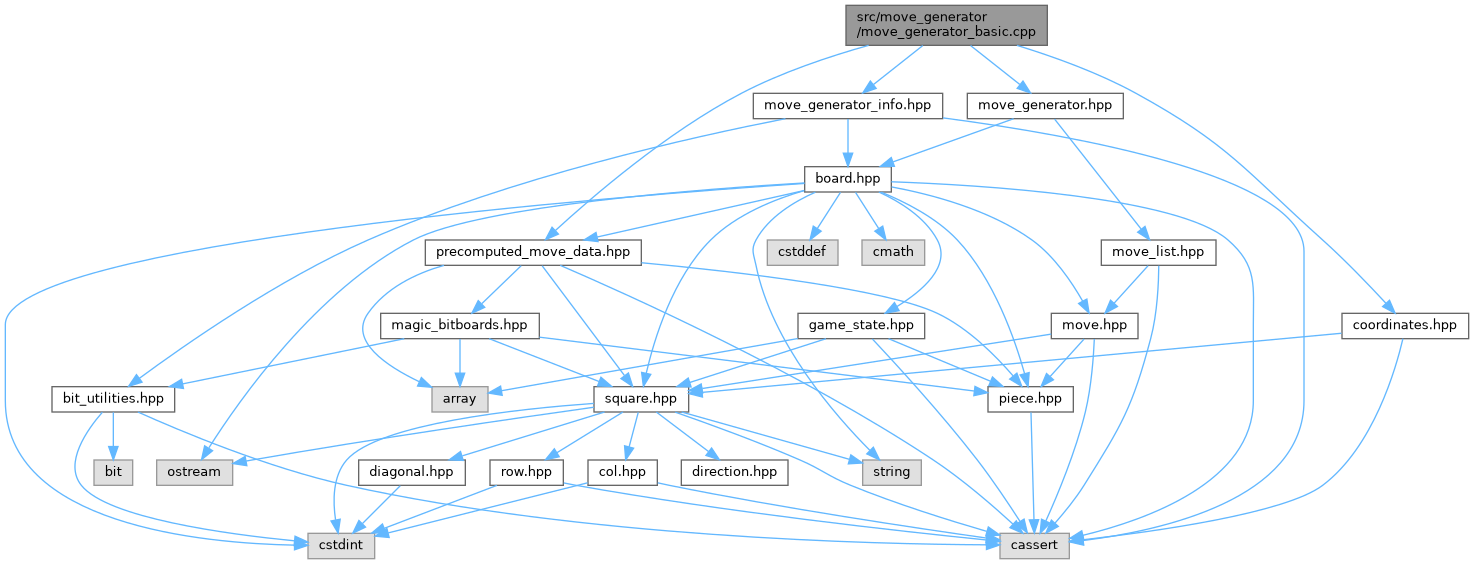 src/move_generator
/move_generator_basic.cpp
move_generator_info.hpp
move_generator.hpp
board.hpp
precomputed_move_data.hpp
cstddef
cmath
move_list.hpp
magic_bitboards.hpp
game_state.hpp
move.hpp
coordinates.hpp
bit_utilities.hpp
array
square.hpp
piece.hpp
bit
ostream
diagonal.hpp
row.hpp
col.hpp
direction.hpp
string
cstdint
cassert